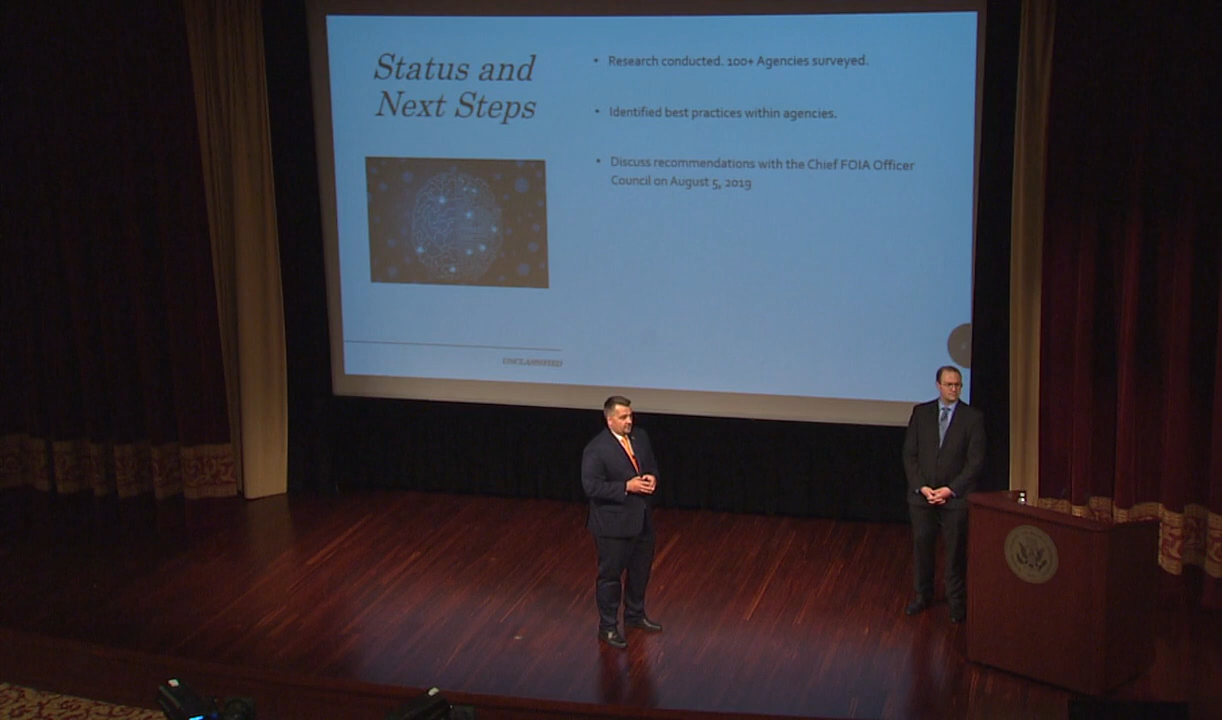 Status and
Next Steps
• Research conducted. 100+ Agencies surveyed.
• Identified best practices within agencies.
• Discuss recommendations with the Chief FOIA Officer
Council on August 5, 2019
UNCLASSIFIED